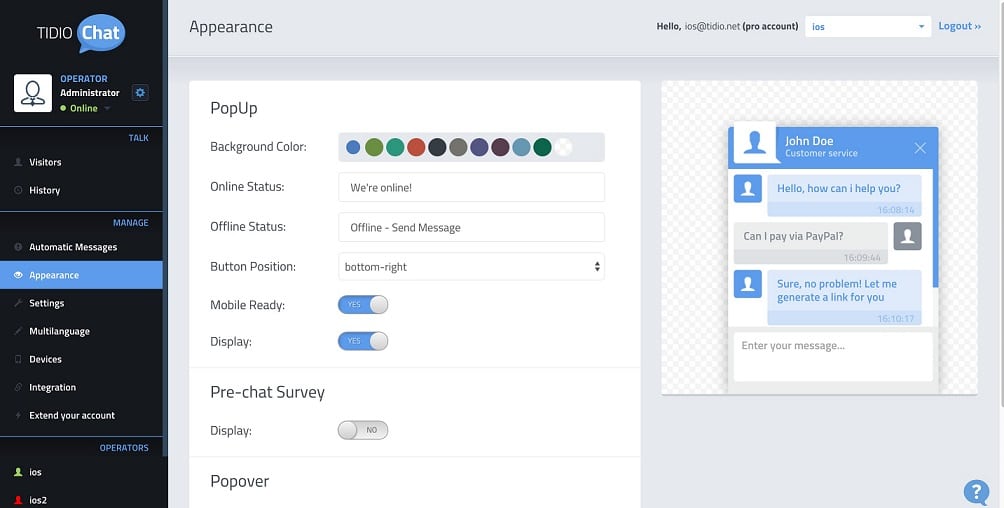 TIDIO Chat
Appearance
Hello, ios@tidio.net (pro account)
ios
Logout ››
OPERATOR
Administrator
Online
TALK
Visitors
History
MANAGE
Automatic Messages
Appearance
Settings
Multilanguage
Devices
Integration
Extend your account
OPERATORS
ios
ios2
PopUp
Background Color:
Online Status:
We're online!
Offline Status:
Offline - Send Message
Button Position:
bottom-right
Mobile Ready:
YES
Display:
YES
Pre-chat Survey
Display:
NO
Popover
John Doe
Customer service
Hello, how can i help you?
16:08:14
Can I pay via PayPal?
16:09:44
Sure, no problem! Let me
generate a link for you
16:10:17
Enter your message...
?